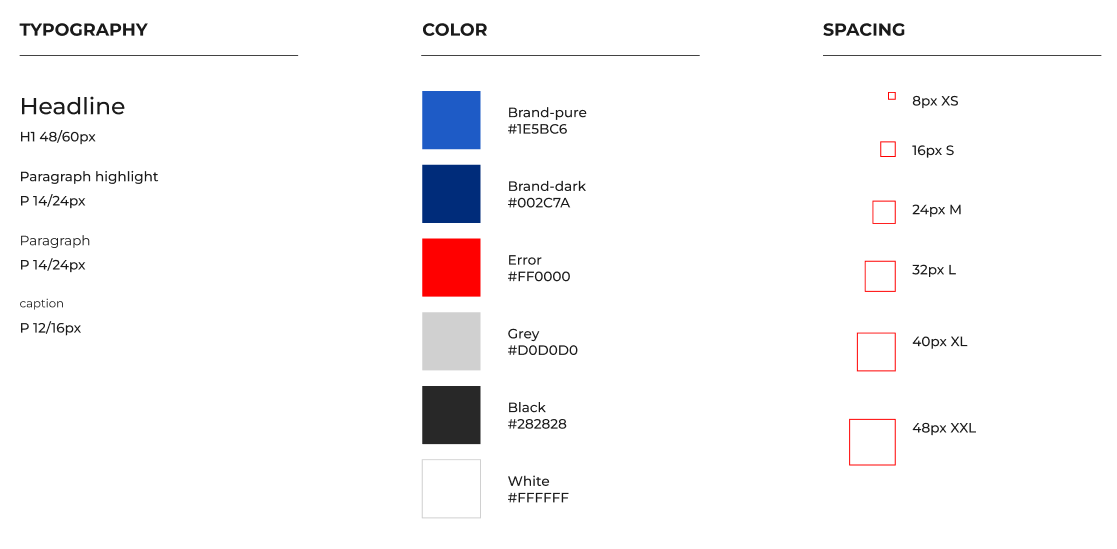 TYPOGRAPHY
Headline
H1 48/60px
Paragraph highlight
P 14/24px
Paragraph
P 14/24px
caption
P 12/16px
COLOR
Brand-pure
#1E5BC6
Brand-dark
#002C7A
Error
#FF0000
Grey
#D0D0D0
Black
#282828
White
#FFFFFF
SPACING
8px XS
16px S
24px M
32px L
40px XL
48px XXL